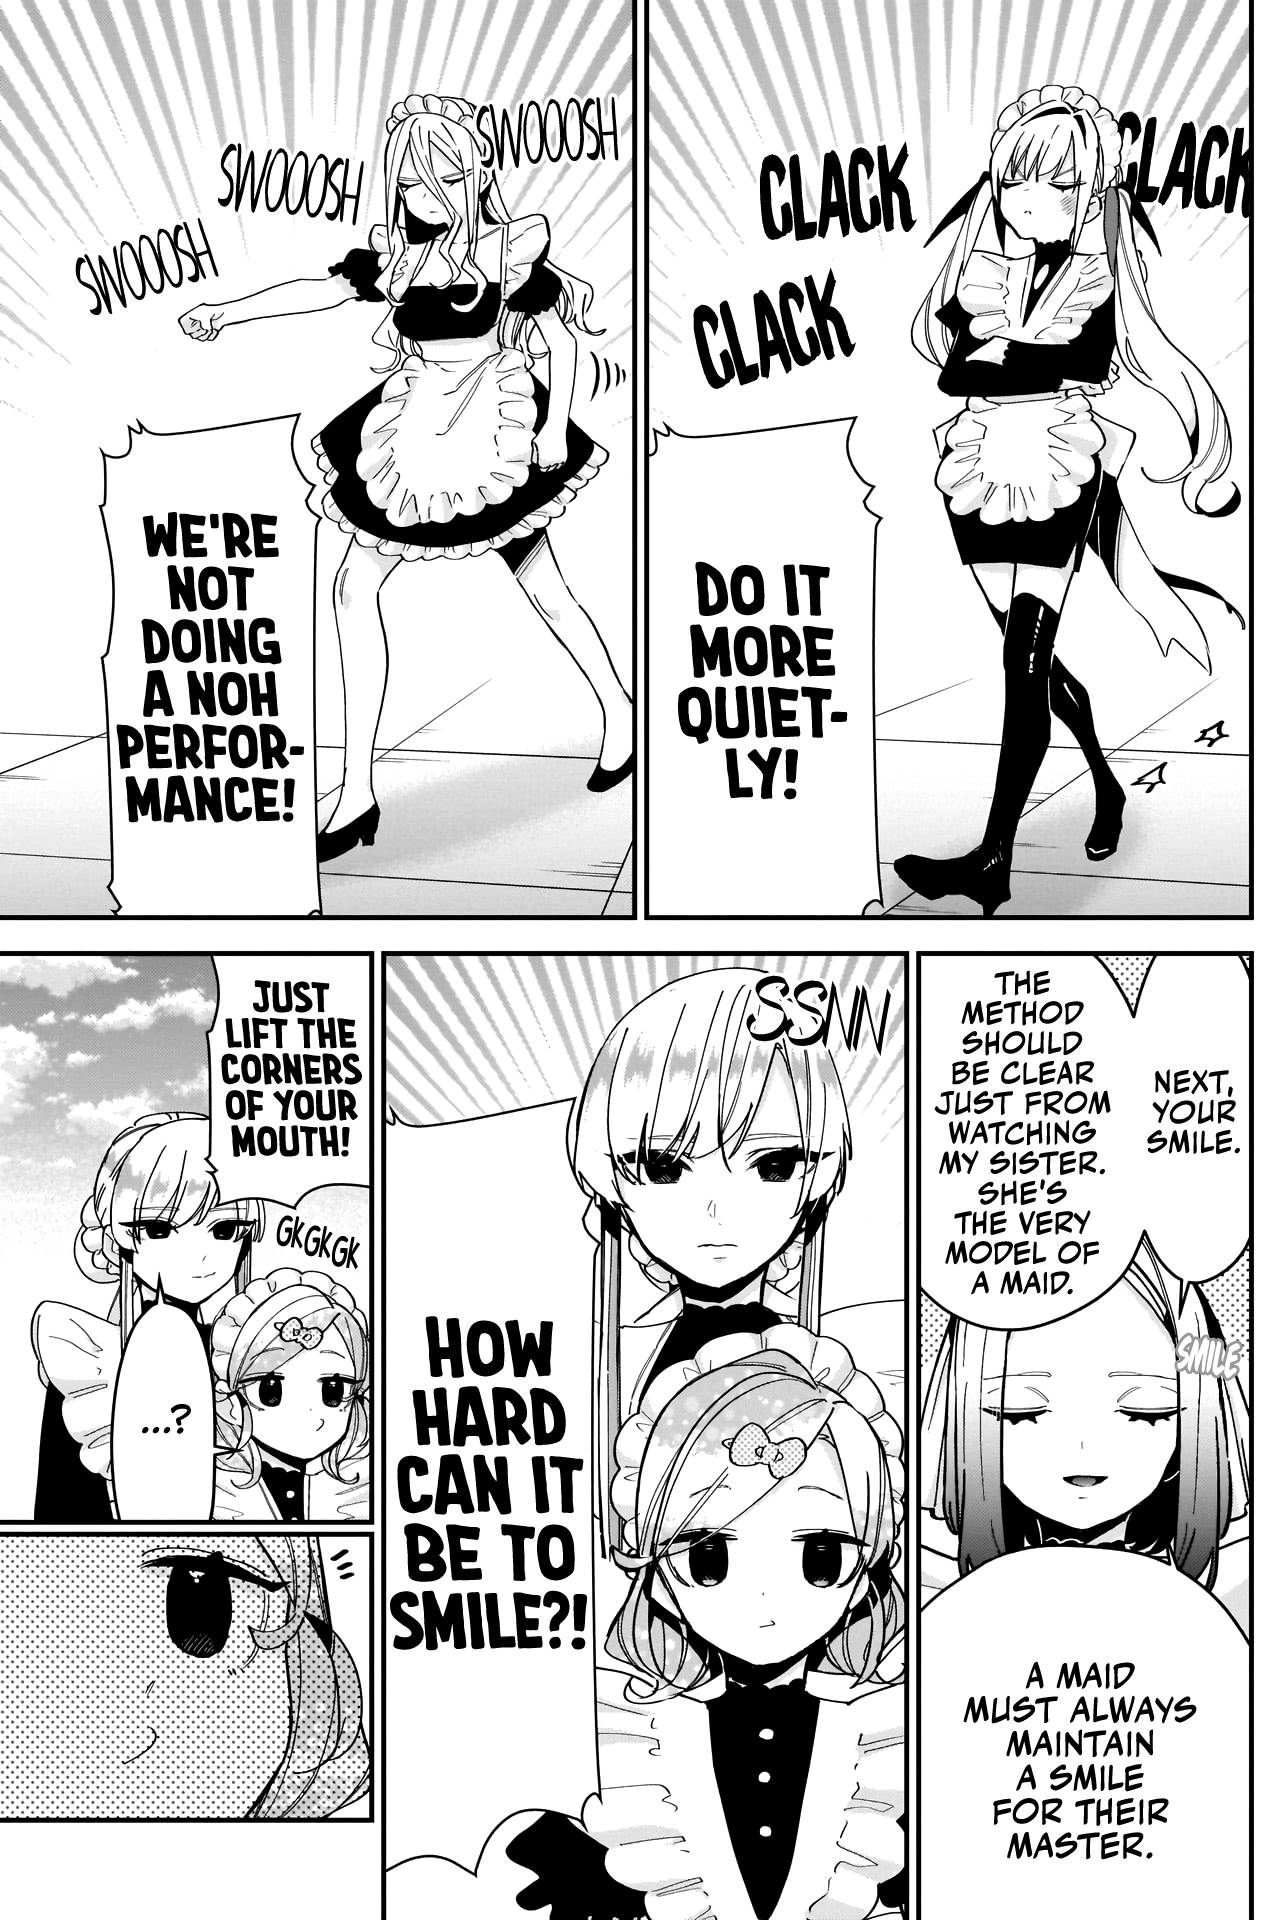 CLACK
CLACK
CLACK
DO IT
MORE
QUIET-
LY!
SWOOOSH
SWOOOSH
SWOOOSH
WE'RE
NOT
DOING
A NOH
PERFOR-
MANCE!
NEXT,
YOUR
SMILE.
THE
METHOD
SHOULD
BE CLEAR
JUST FROM
WATCHING
MY SISTER.
SHE'S
THE VERY
MODEL OF
A MAID.
SMILE
A MAID
MUST ALWAYS
MAINTAIN
A SMILE
FOR THEIR
MASTER.
SSNN
HOW
HARD
CAN IT
BE TO
SMILE?!
JUST
LIFT THE
CORNERS
OF YOUR
MOUTH!
GKGKGK
...?